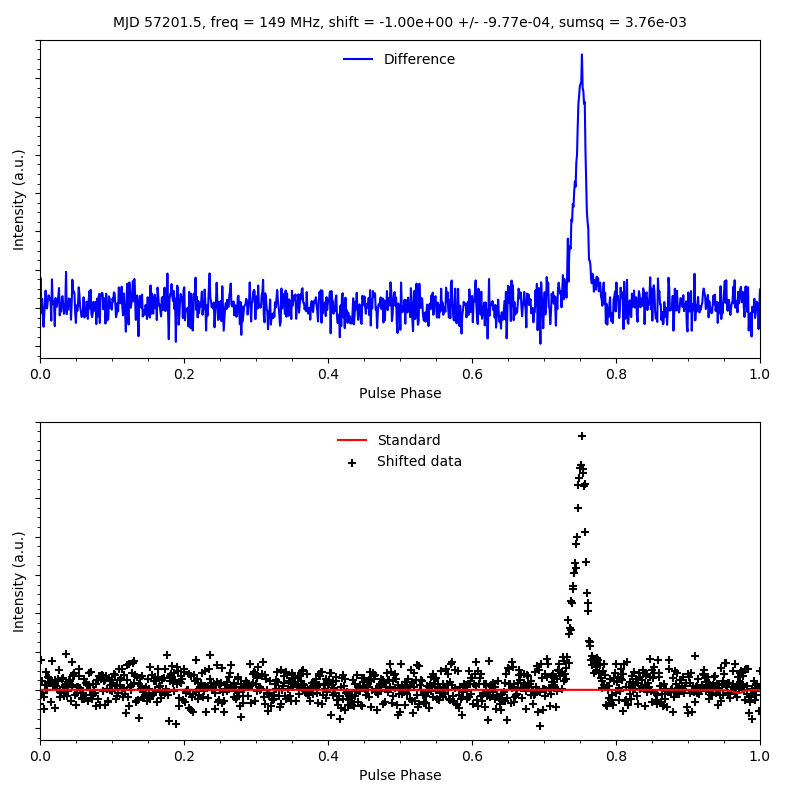 MJD 57201.5, freq = 149 MHz, shift = -1.00e+00 +/- -9.77e-04, sumsq = 3.76e-03
Difference
Intensity (a.u.)
0.0 0.2 0.4 0.6 0.8 1.0
Pulse Phase
Standard
Shifted data
Intensity (a.u.)
0.0 0.2 0.4 0.6 0.8 1.0
Pulse Phase